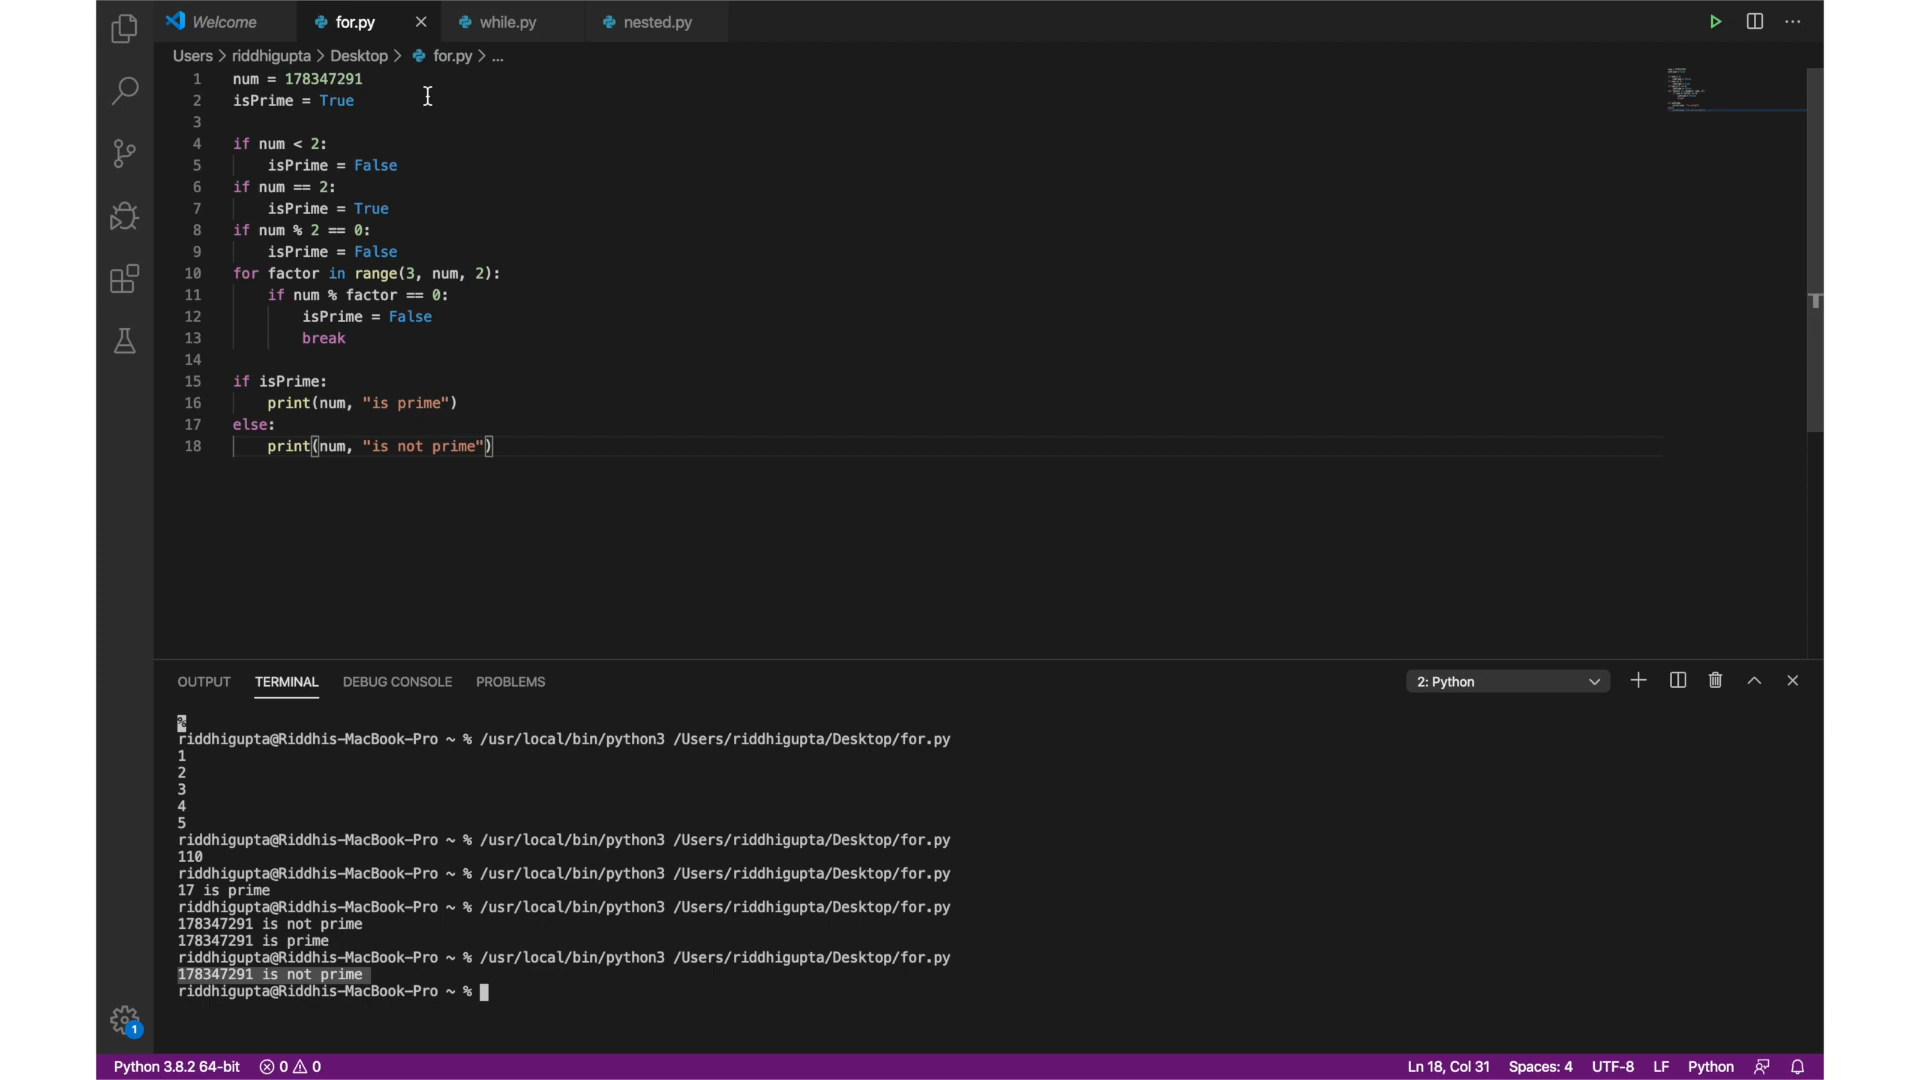 Welcome for.py while.py nested.py
Users > riddhigupta > Desktop > for.py > ...
1 num = 178347291
2 isPrime = True
3
4 if num < 2:
5     isPrime = False
6 if num == 2:
7     isPrime = True
8 if num % 2 == 0:
9     isPrime = False
10 for factor in range(3, num, 2):
11     if num % factor == 0:
12         isPrime = False
13         break
14
15 if isPrime:
16     print(num, "is prime")
17 else:
18     print(num, "is not prime")
OUTPUT TERMINAL DEBUG CONSOLE PROBLEMS 2: Python
%
riddhigupta@Riddhis-MacBook-Pro ~ % /usr/local/bin/python3 /Users/riddhigupta/Desktop/for.py
1
2
3
4
5
riddhigupta@Riddhis-MacBook-Pro ~ % /usr/local/bin/python3 /Users/riddhigupta/Desktop/for.py
110
riddhigupta@Riddhis-MacBook-Pro ~ % /usr/local/bin/python3 /Users/riddhigupta/Desktop/for.py
17 is prime
riddhigupta@Riddhis-MacBook-Pro ~ % /usr/local/bin/python3 /Users/riddhigupta/Desktop/for.py
178347291 is not prime
178347291 is prime
riddhigupta@Riddhis-MacBook-Pro ~ % /usr/local/bin/python3 /Users/riddhigupta/Desktop/for.py
178347291 is not prime
riddhigupta@Riddhis-MacBook-Pro ~ %
1
Python 3.8.2 64-bit 0 0 Ln 18, Col 31 Spaces: 4 UTF-8 LF Python